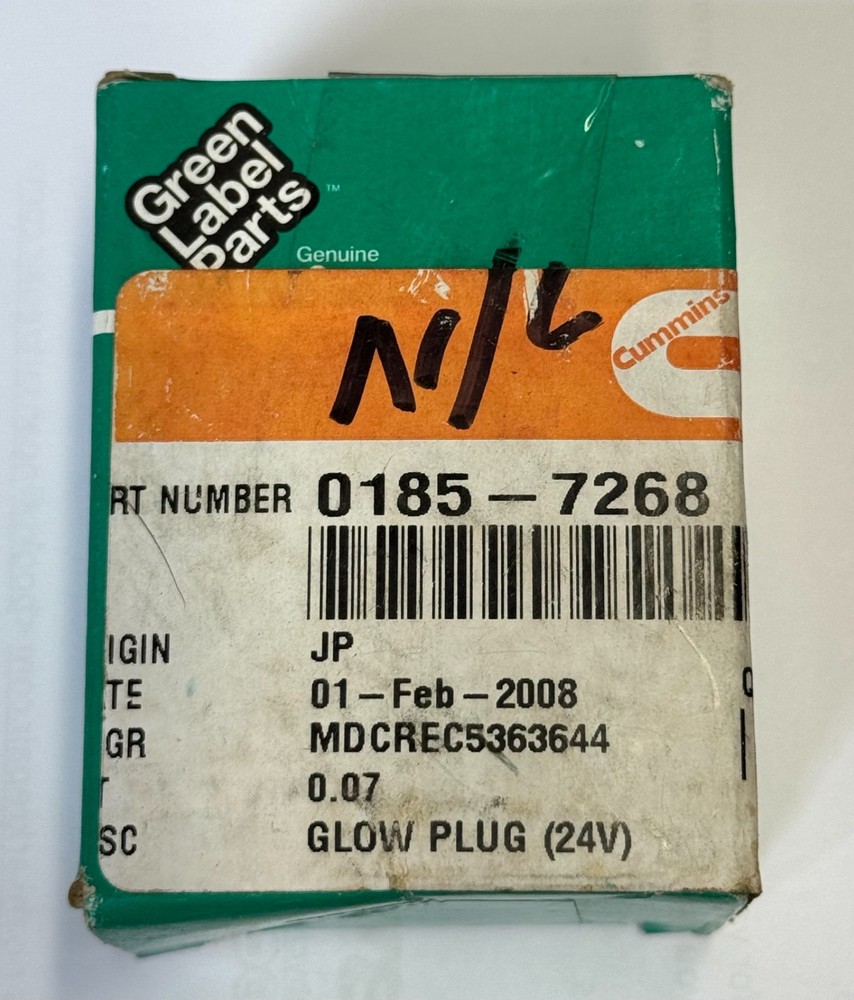 Green
Label
Parts
™
Genuine
N/L
Cummins
RT NUMBER 0185-7268
IGIN JP
TE 01-Feb-2008
GR MDCREC5363644
0.07
SC GLOW PLUG (24V)